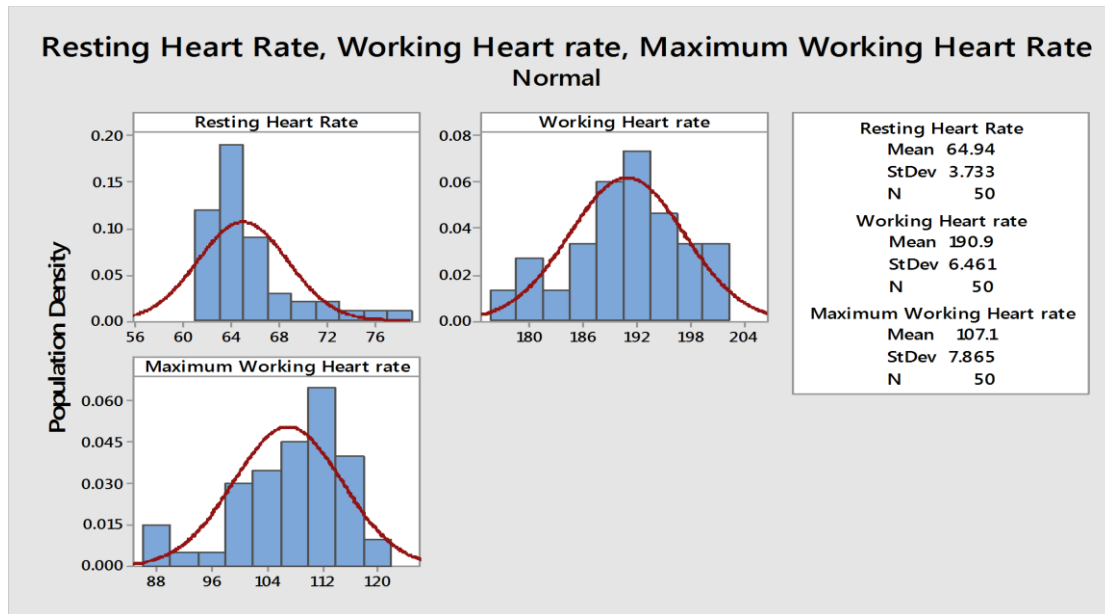 Resting Heart Rate, Working Heart rate, Maximum Working Heart Rate
Normal
Resting Heart Rate
0.20
0.15
0.10
0.05
0.00
56 60 64 68 72 76
Working Heart rate
0.08
0.06
0.04
0.02
0.00
180 186 192 198 204
Resting Heart Rate
Mean 64.94
StDev 3.733
N 50
Working Heart rate
Mean 190.9
StDev 6.461
N 50
Maximum Working Heart rate
Mean 107.1
StDev 7.865
N 50
Population Density
Maximum Working Heart rate
0.060
0.045
0.030
0.015
0.000
88 96 104 112 120